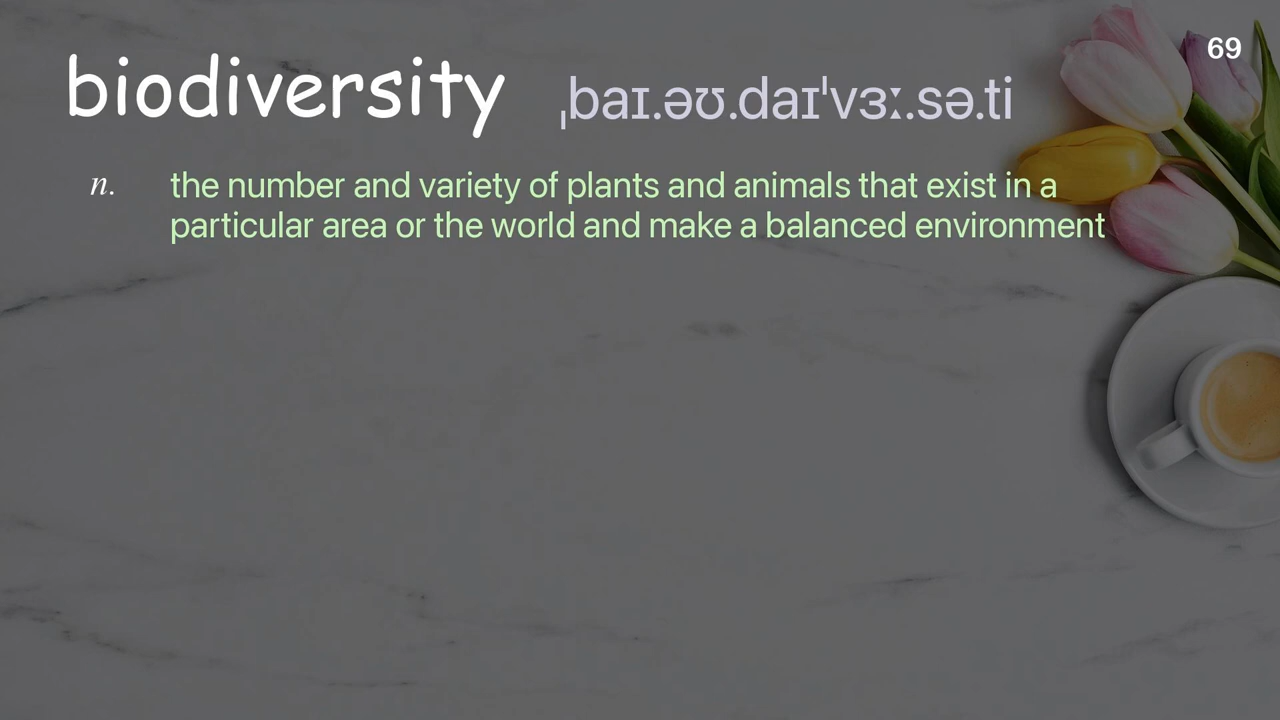 69
biodiversity ˌbaɪ.əʊ.daɪˈvɜː.sə.ti
n. the number and variety of plants and animals that exist in a
particular area or the world and make a balanced environment